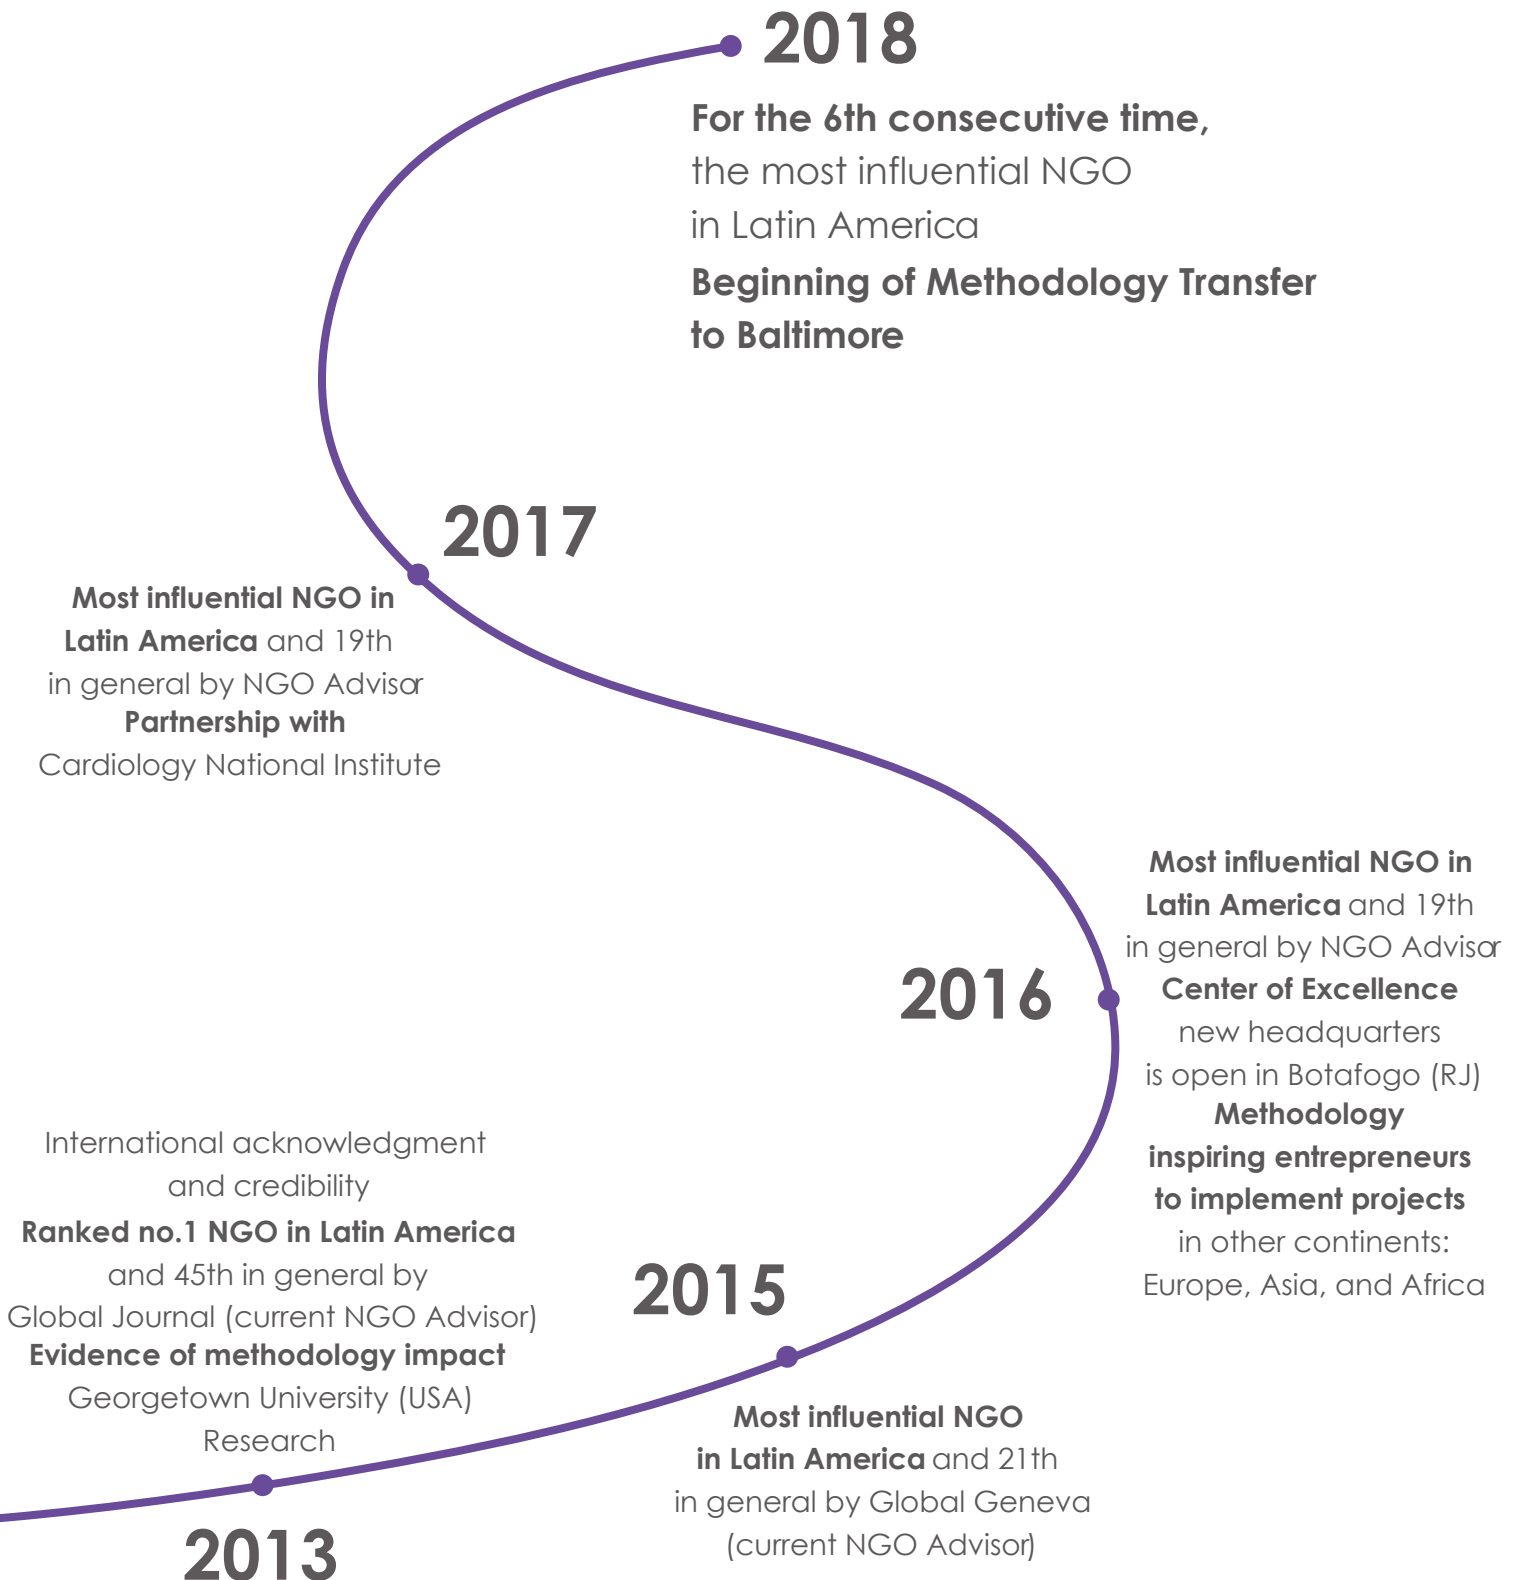 2018
For the 6th consecutive time,
the most influential NGO
in Latin America
Beginning of Methodology Transfer
to Baltimore
2017
Most influential NGO in
Latin America and 19th
in general by NGO Advisor
Partnership with
Cardiology National Institute
2016
Most influential NGO in
Latin America and 19th
in general by NGO Advisor
Center of Excellence
new headquarters
is open in Botafogo (RJ)
Methodology
inspiring entrepreneurs
to implement projects
in other continents:
Europe, Asia, and Africa
2015
Most influential NGO
in Latin America and 21th
in general by Global Geneva
(current NGO Advisor)
International acknowledgment
and credibility
Ranked no.1 NGO in Latin America
and 45th in general by
Global Journal (current NGO Advisor)
Evidence of methodology impact
Georgetown University (USA)
Research
2013